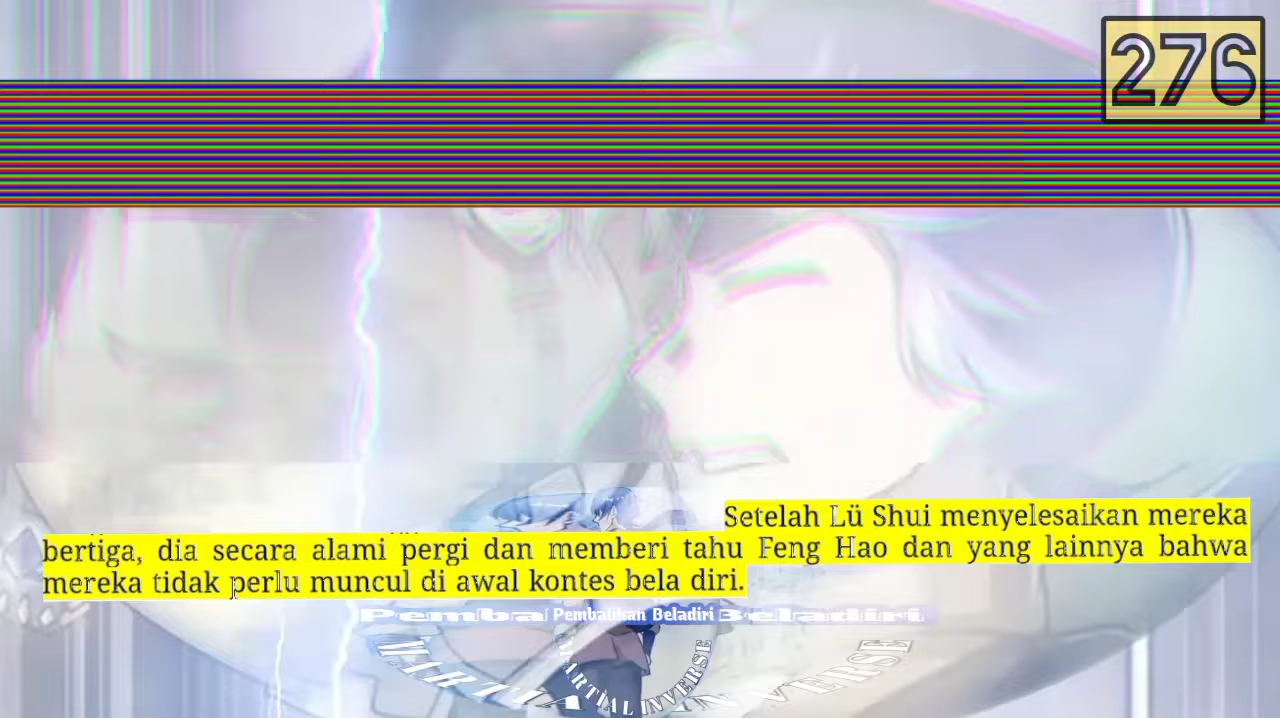 276
Setelah Lü Shui menyelesaikan mereka
bertiga, dia secara alami pergi dan memberi tahu Feng Hao dan yang lainnya bahwa
mereka tidak perlu muncul di awal kontes bela diri.
Pembalikan Beladiri
MARTIAL INVERSE